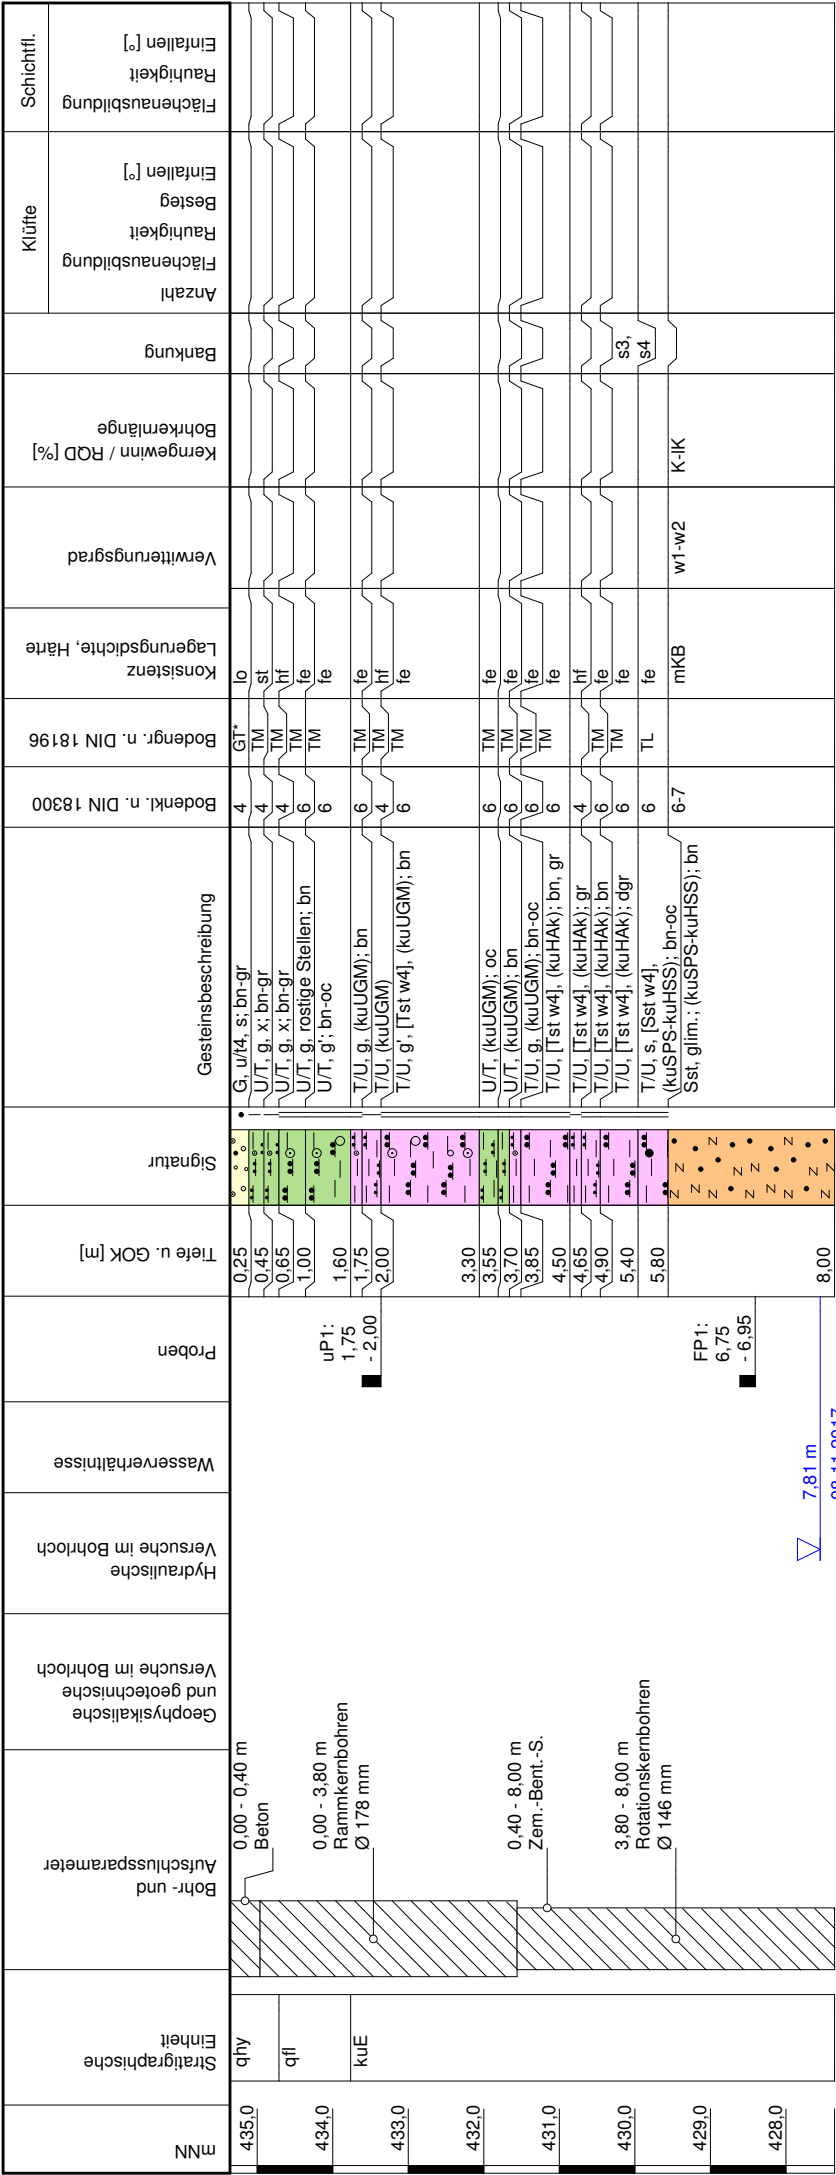 mNN
Stratigraphische
Einheit
Bohr- und
Aufschlussparameter
Geophysikalische
und geotechnische
Versuche im Bohrloch
Hydraulische
Versuche im Bohrloch
Wasserverhältnisse
Proben
Tiefe u. GOK [m]
Signatur
Gesteinsbeschreibung
Bodenkl. n. DIN 18300
Bodengr. n. DIN 18196
Konsistenz
Lagerungsdichte, Härte
Verwitterungsgrad
Kerngewinn / RQD [%]
Bohrkernlänge
Bankung
Klüfte
Anzahl
Flächenausbildung
Rauhigkeit
Besteg
Einfallen [°]
Schichtfl.
Flächenausbildung
Rauhigkeit
Einfallen [°]
435,0
434,0
433,0
432,0
431,0
430,0
429,0
428,0
qhy
qfl
kuE
0,00 - 0,40 m
Beton
0,00 - 3,80 m
Rammkernbohren
Ø 178 mm
0,40 - 8,00 m
Zem.-Bent.-S.
3,80 - 8,00 m
Rotationskernbohren
Ø 146 mm
7,81 m
uP1:
1,75
- 2,00
FP1:
6,75
- 6,95
0,25
0,45
0,65
1,00
1,60
1,75
2,00
3,30
3,55
3,70
3,85
4,50
4,65
4,90
5,40
5,80
8,00
G, u/t4, s; bn-gr
U/T, g, x; bn-gr
U/T, g, x; bn-gr
U/T, g, rostige Stellen; bn
U/T, g'; bn-oc
T/U, g, (kuUGM); bn
T/U, (kuUGM)
T/U, g', [Tst w4], (kuUGM); bn
U/T, (kuUGM); oc
U/T, (kuUGM); bn
T/U, g, (kuUGM); bn-oc
T/U, [Tst w4], (kuHAk); bn, gr
T/U, [Tst w4], (kuHAk); gr
T/U, [Tst w4], (kuHAk); bn
T/U, [Tst w4], (kuHAk); dgr
T/U, s, [Sst w4],
(kuSPS-kuHSS); bn-oc
Sst, glim.; (kuSPS-kuHSS); bn
4
4
4
6
6
6
4
6
6
6
6
6
4
6
6
6
6-7
GT*
TM
TM
TM
TM
TM
TM
TM
TM
TM
TM
TM
TM
TM
TL
lo
st
hf
fe
fe
fe
hf
fe
fe
fe
fe
fe
hf
fe
fe
fe
mKB
w1-w2
K-lK
s3,
s4